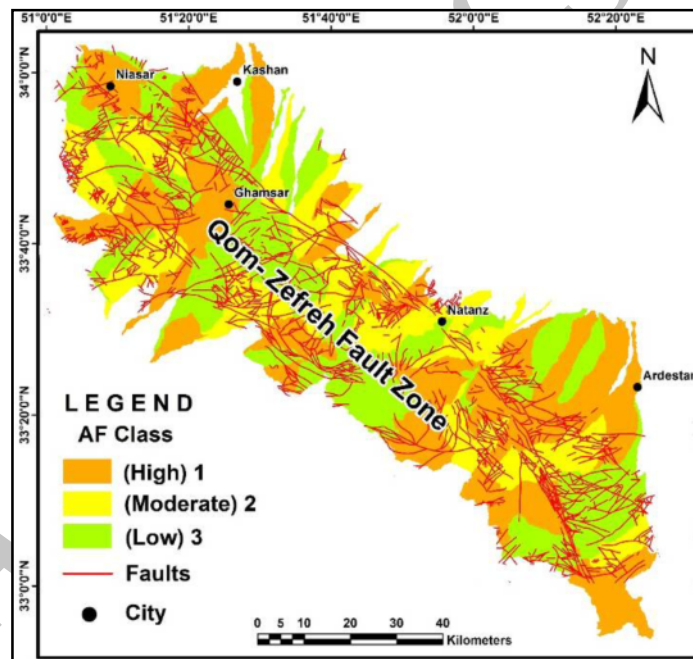 51°0'0"E 51°20'0"E 51°40'0"E 52°0'0"E 52°20'0"E
34°0'0"N
33°40'0"N
33°20'0"N
33°0'0"N
N
Niasar
Kashan
Ghamsar
Qom- Zefreh Fault Zone
Natanz
Ardestan
LEGEND
AF Class
(High) 1
(Moderate) 2
(Low) 3
Faults
City
0 5 10 20 30 40
Kilometers